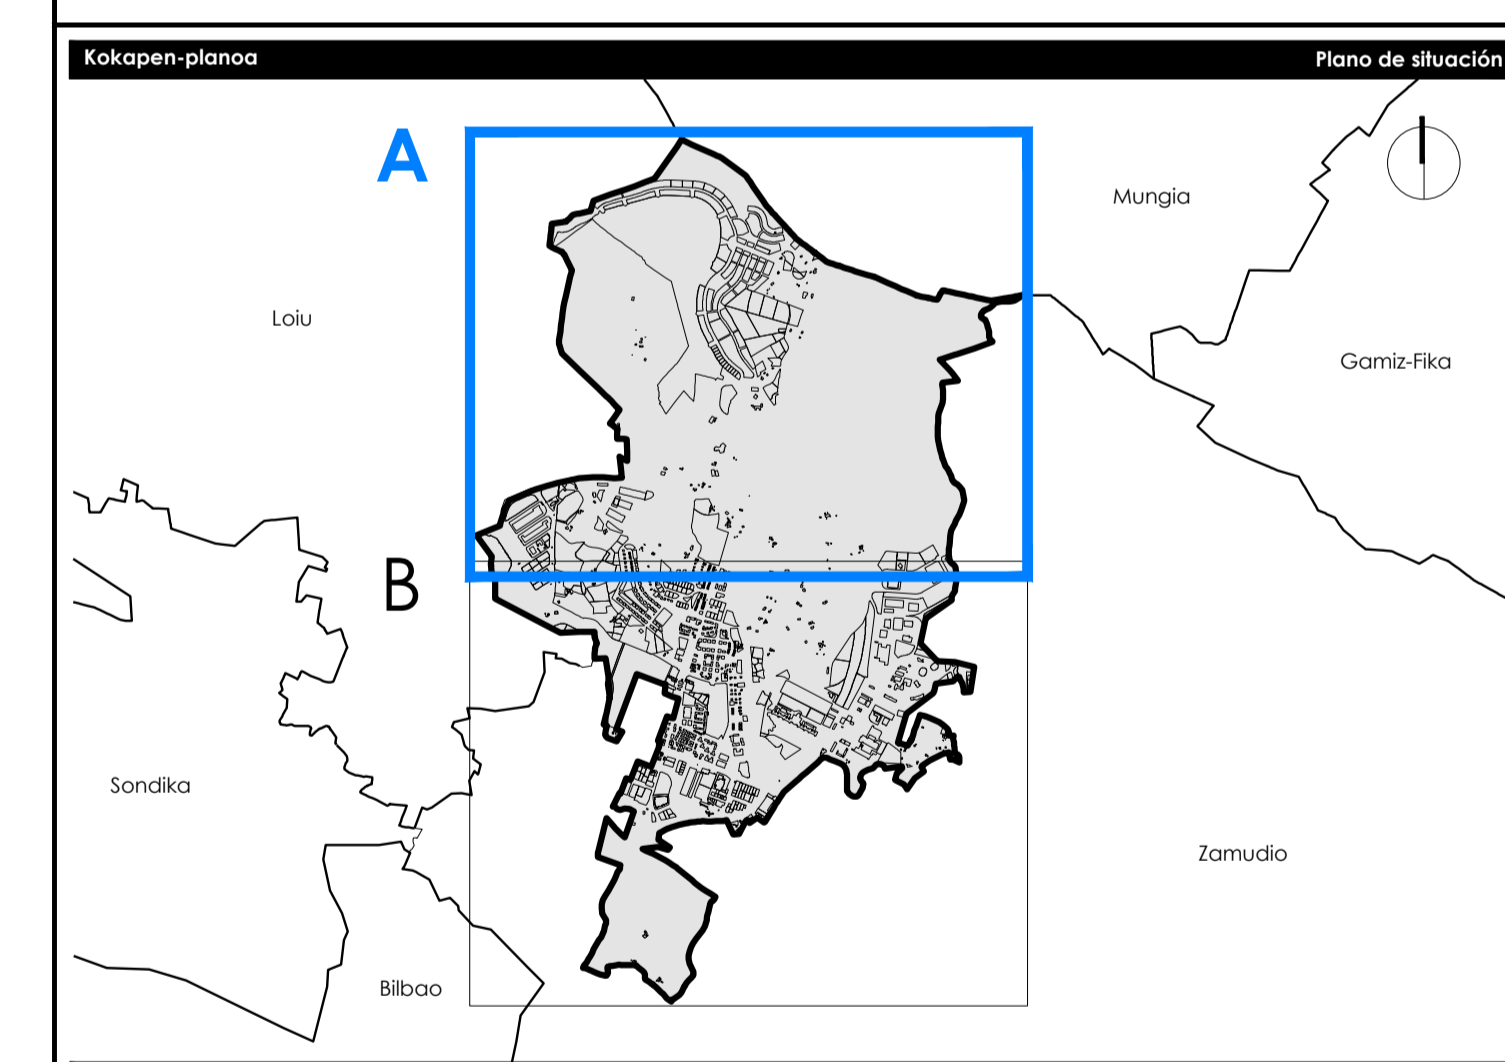 Kokapen-planoa Plano de situación
A
Mungia
Loiu
Gamiz-Fika
B
Sondika
Zamudio
Bilbao